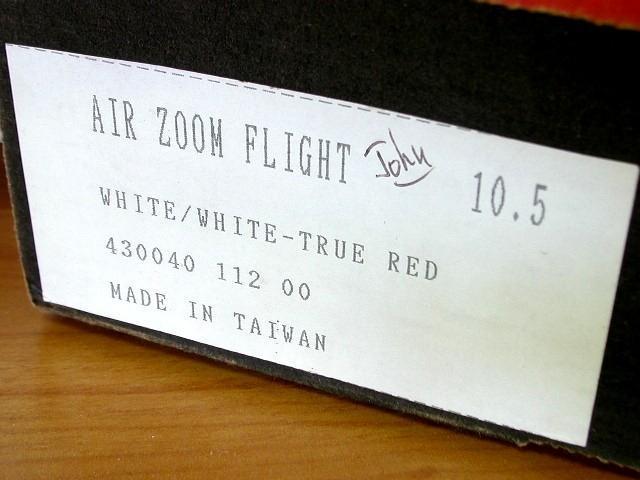 AIR ZOOM FLIGHT John 10.5
WHITE/WHITE-TRUE RED
430040 112 00
MADE IN TAIWAN